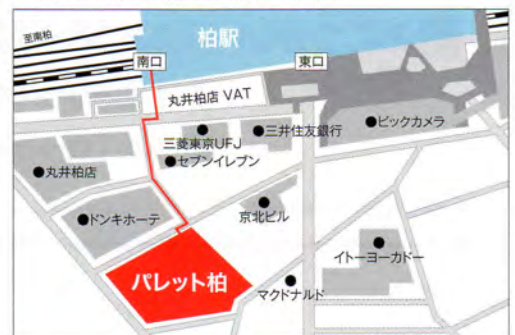 至南柏
柏駅
南口
東口
丸井柏店 VAT
三菱東京UFJ
三井住友銀行
ビックカメラ
セブンイレブン
丸井柏店
ドンキホーテ
京北ビル
イトーヨーカドー
パレット柏
マクドナルド